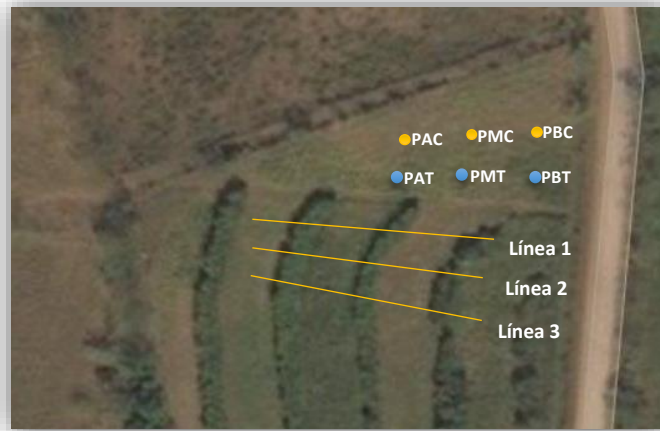 PAC PMC PBC
PAT PMT PBT
Línea 1
Línea 2
Línea 3